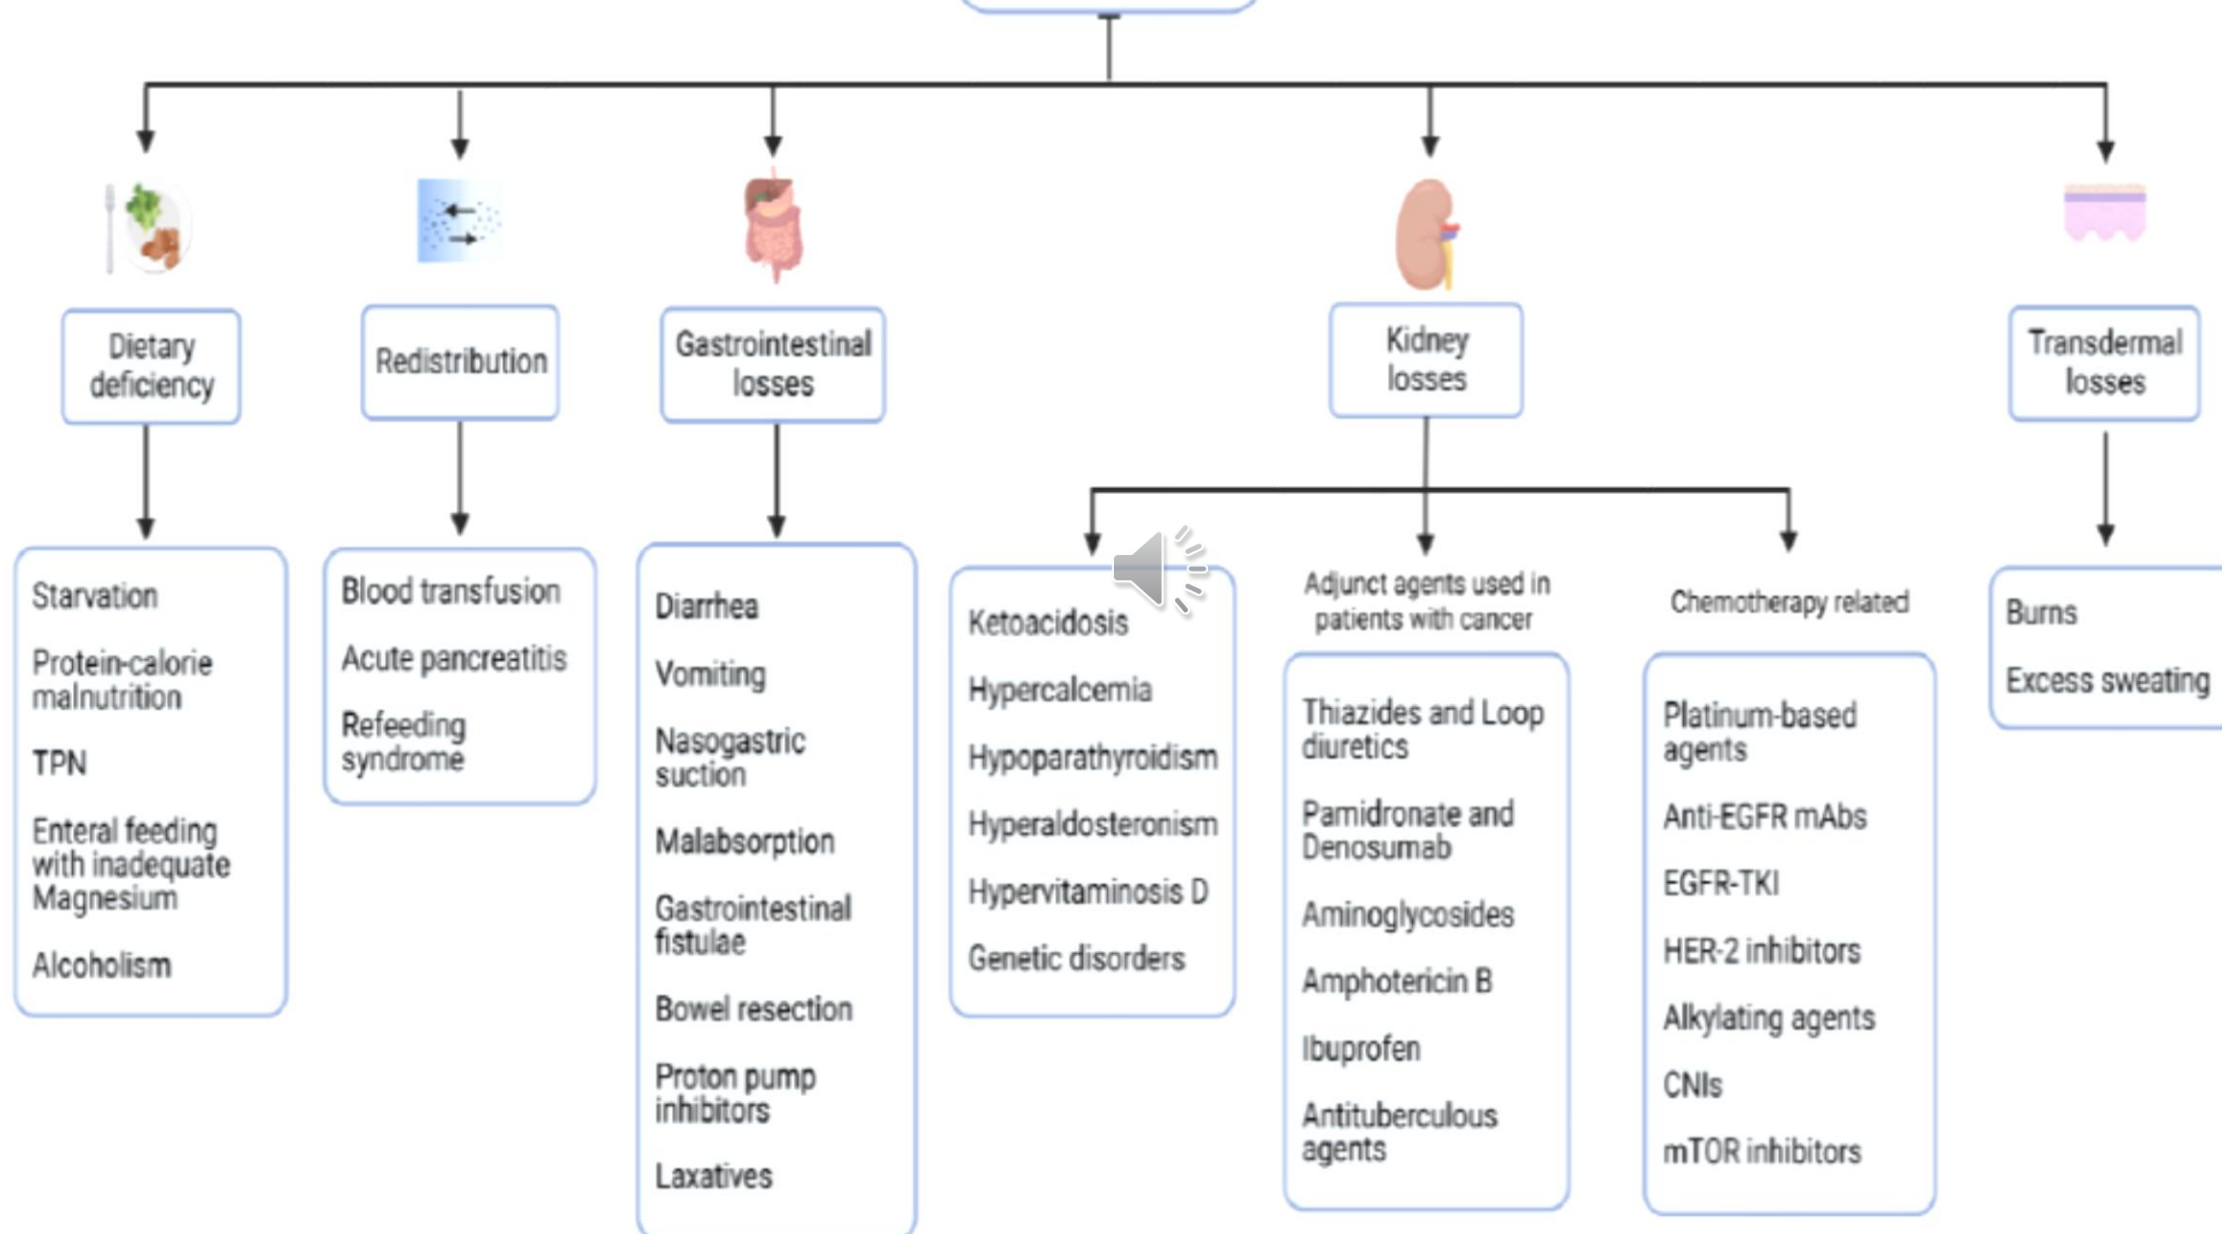 Dietary
deficiency
Redistribution
Gastrointestinal
losses
Kidney
losses
Transdermal
losses
Starvation
Protein-calorie
malnutrition
TPN
Enteral feeding
with inadequate
Magnesium
Alcoholism
Blood transfusion
Acute pancreatitis
Refeeding
syndrome
Diarrhea
Vomiting
Nasogastric
suction
Malabsorption
Gastrointestinal
fistulae
Bowel resection
Proton pump
inhibitors
Laxatives
Ketoacidosis
Hypercalcemia
Hypoparathyroidism
Hyperaldosteronism
Hypervitaminosis D
Genetic disorders
Adjunct agents used in
patients with cancer
Thiazides and Loop
diuretics
Pamidronate and
Denosumab
Aminoglycosides
Amphotericin B
Ibuprofen
Antituberculous
agents
Chemotherapy related
Platinum-based
agents
Anti-EGFR mAbs
EGFR-TKI
HER-2 inhibitors
Alkylating agents
CNIs
mTOR inhibitors
Burns
Excess sweating